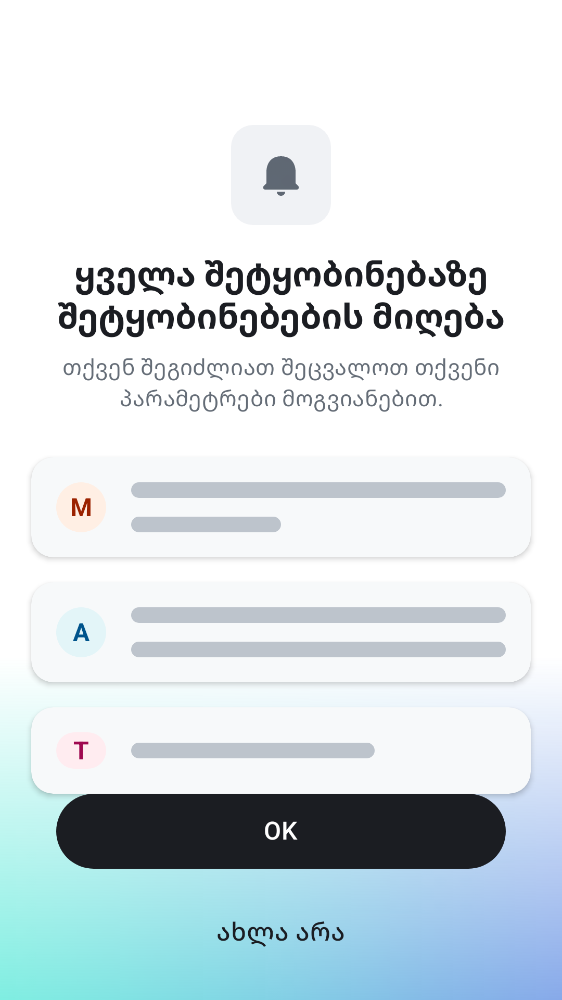 ყველა შეტყობინებაზე
შეტყობინებების მიღება
თქვენ შეგიძლიათ შეცვალოთ თქვენი
პარამეტრები მოგვიანებით.
M
A
T
OK
ახლა არა